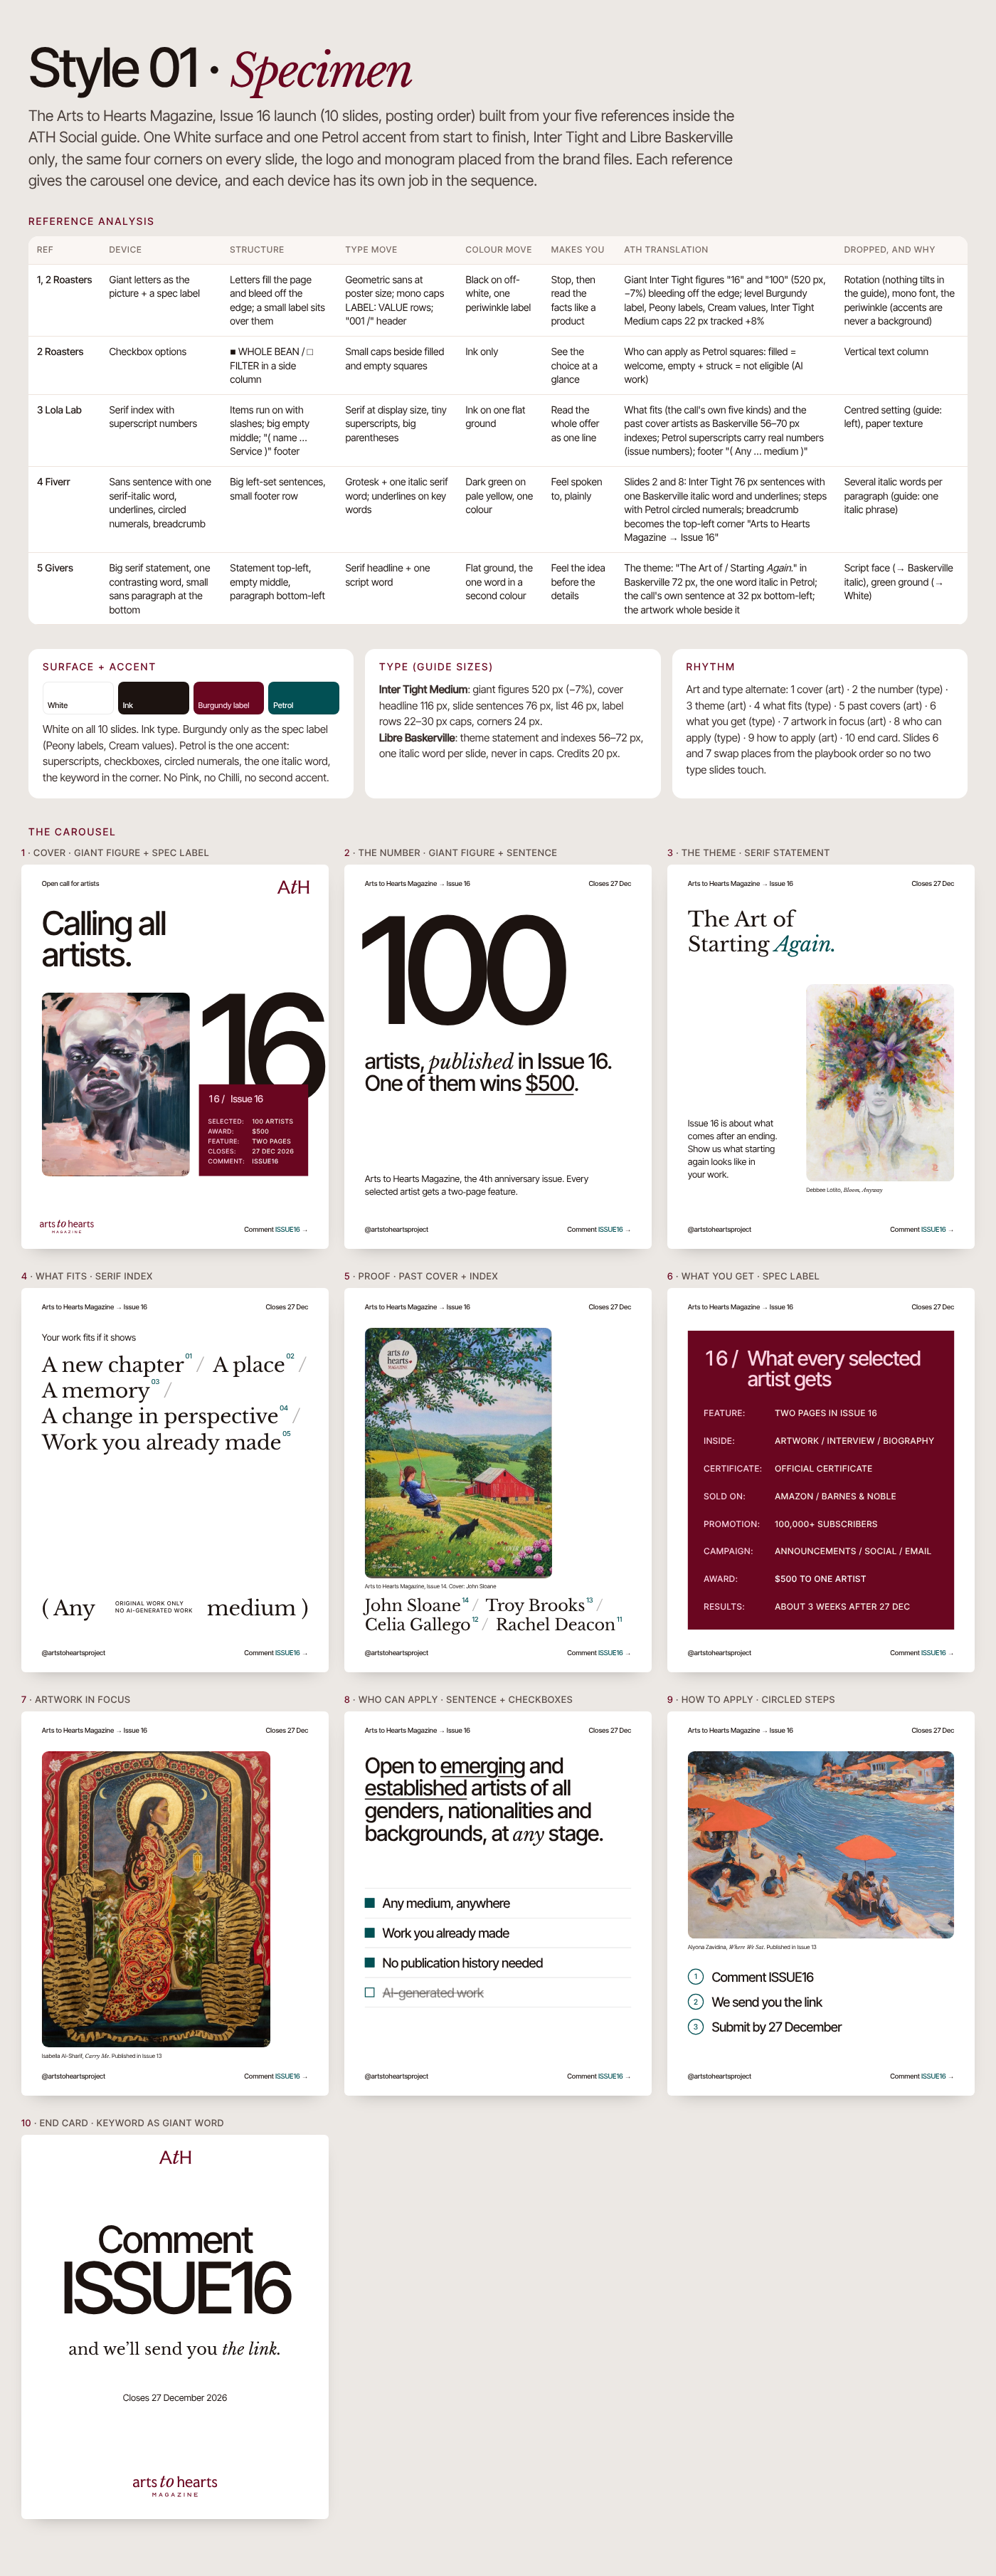 Style 01 · Specimen
The Arts to Hearts Magazine, Issue 16 launch (10 slides, posting order) built from your five references inside the
ATH Social guide. One White surface and one Petrol accent from start to finish, Inter Tight and Libre Baskerville
only, the same four corners on every slide, the logo and monogram placed from the brand files. Each reference
gives the carousel one device, and each device has its own job in the sequence.
REFERENCE ANALYSIS
REF DEVICE STRUCTURE TYPE MOVE COLOUR MOVE MAKES YOU ATH TRANSLATION DROPPED, AND WHY
1, 2 Roasters
Giant letters as the
picture + a spec label
Letters fill the page
and bleed off the
edge; a small label sits
over them
Geometric sans at
poster size; mono caps
LABEL: VALUE rows;
"001 /" header
Black on off-
white, one
periwinkle label
Stop, then
read the
facts like a
product
Giant Inter Tight figures "16" and "100" (520 px,
−7%) bleeding off the edge; level Burgundy
label, Peony labels, Cream values, Inter Tight
Medium caps 22 px tracked +8%
Rotation (nothing tilts in
the guide), mono font, the
periwinkle (accents are
never a background)
2 Roasters
Checkbox options
■ WHOLE BEAN / □
FILTER in a side
column
Small caps beside filled
and empty squares
Ink only
See the
choice at a
glance
Who can apply as Petrol squares: filled =
welcome, empty + struck = not eligible (AI
work)
Vertical text column
3 Lola Lab
Serif index with
superscript numbers
Items run on with
slashes; big empty
middle; "( name ...
Service )" footer
Serif at display size, tiny
superscripts, big
parentheses
Ink on one flat
ground
Read the
whole offer
as one line
What fits (the call's own five kinds) and the
past cover artists as Baskerville 56–70 px
indexes; Petrol superscripts carry real numbers
(issue numbers); footer "( Any ... medium )"
Centred setting (guide:
left), paper texture
4 Fiverr
Sans sentence with one
serif-italic word,
underlines, circled
numerals, breadcrumb
Big left-set sentences,
small footer row
Grotesk + one italic serif
word; underlines on key
words
Dark green on
pale yellow, one
colour
Feel spoken
to, plainly
Slides 2 and 8: Inter Tight 76 px sentences with
one Baskerville italic word and underlines; steps
with Petrol circled numerals; breadcrumb
becomes the top-left corner "Arts to Hearts
Magazine → Issue 16"
Several italic words per
paragraph (guide: one
italic phrase)
5 Givers
Big serif statement, one
contrasting word, small
sans paragraph at the
bottom
Statement top-left,
empty middle,
paragraph bottom-left
Serif headline + one
script word
Flat ground, the
one word in a
second colour
Feel the idea
before the
details
The theme: "The Art of / Starting Again." in
Baskerville 72 px, the one word italic in Petrol;
the call's own sentence at 32 px bottom-left;
the artwork whole beside it
Script face (→ Baskerville
italic), green ground (→
White)
SURFACE + ACCENT
White
Ink
Burgundy label
Petrol
White on all 10 slides. Ink type. Burgundy only as the spec label
(Peony labels, Cream values). Petrol is the one accent:
superscripts, checkboxes, circled numerals, the one italic word,
the keyword in the corner. No Pink, no Chilli, no second accent.
TYPE (GUIDE SIZES)
Inter Tight Medium: giant figures 520 px (−7%), cover
headline 116 px, slide sentences 76 px, list 46 px, label
rows 22–30 px caps, corners 24 px.
Libre Baskerville: theme statement and indexes 56–72 px,
one italic word per slide, never in caps. Credits 20 px.
RHYTHM
Art and type alternate: 1 cover (art) · 2 the number (type) ·
3 theme (art) · 4 what fits (type) · 5 past covers (art) · 6
what you get (type) · 7 artwork in focus (art) · 8 who can
apply (type) · 9 how to apply (art) · 10 end card. Slides 6
and 7 swap places from the playbook order so no two
type slides touch.
THE CAROUSEL
1 · COVER · GIANT FIGURE + SPEC LABEL
Open call for artists
AtH
Calling all
artists.
16
16 / Issue 16
SELECTED: 100 ARTISTS
AWARD: $500
FEATURE: TWO PAGES
CLOSES: 27 DEC 2026
COMMENT: ISSUE16
arts to hearts
MAGAZINE
Comment ISSUE16 →
2 · THE NUMBER · GIANT FIGURE + SENTENCE
Arts to Hearts Magazine → Issue 16
Closes 27 Dec
100
artists, published in Issue 16.
One of them wins $500.
Arts to Hearts Magazine, the 4th anniversary issue. Every
selected artist gets a two-page feature.
@artstoheartsproject
Comment ISSUE16 →
3 · THE THEME · SERIF STATEMENT
Arts to Hearts Magazine → Issue 16
Closes 27 Dec
The Art of
Starting Again.
Issue 16 is about what
comes after an ending.
Show us what starting
again looks like in
your work.
Debbee Lotito, Bloom, Anyway
@artstoheartsproject
Comment ISSUE16 →
4 · WHAT FITS · SERIF INDEX
Arts to Hearts Magazine → Issue 16
Closes 27 Dec
Your work fits if it shows
A new chapter 01 / A place 02 /
A memory 03 /
A change in perspective 04 /
Work you already made 05
( Any
ORIGINAL WORK ONLY
NO AI-GENERATED WORK
medium )
@artstoheartsproject
Comment ISSUE16 →
5 · PROOF · PAST COVER + INDEX
Arts to Hearts Magazine → Issue 16
Closes 27 Dec
arts to
hearts
MAGAZINE
Arts to Hearts Magazine, Issue 14. Cover: John Sloane
John Sloane 14 / Troy Brooks 13 /
Celia Gallego 12 / Rachel Deacon 11
@artstoheartsproject
Comment ISSUE16 →
6 · WHAT YOU GET · SPEC LABEL
Arts to Hearts Magazine → Issue 16
Closes 27 Dec
16 / What every selected
artist gets
FEATURE: TWO PAGES IN ISSUE 16
INSIDE: ARTWORK / INTERVIEW / BIOGRAPHY
CERTIFICATE: OFFICIAL CERTIFICATE
SOLD ON: AMAZON / BARNES & NOBLE
PROMOTION: 100,000+ SUBSCRIBERS
CAMPAIGN: ANNOUNCEMENTS / SOCIAL / EMAIL
AWARD: $500 TO ONE ARTIST
RESULTS: ABOUT 3 WEEKS AFTER 27 DEC
@artstoheartsproject
Comment ISSUE16 →
7 · ARTWORK IN FOCUS
Arts to Hearts Magazine → Issue 16
Closes 27 Dec
Isabella Al-Sharif, Carry Me. Published in Issue 13
@artstoheartsproject
Comment ISSUE16 →
8 · WHO CAN APPLY · SENTENCE + CHECKBOXES
Arts to Hearts Magazine → Issue 16
Closes 27 Dec
Open to emerging and
established artists of all
genders, nationalities and
backgrounds, at any stage.
Any medium, anywhere
Work you already made
No publication history needed
AI-generated work
@artstoheartsproject
Comment ISSUE16 →
9 · HOW TO APPLY · CIRCLED STEPS
Arts to Hearts Magazine → Issue 16
Closes 27 Dec
Alyona Zavidina, Where We Sat. Published in Issue 13
1 Comment ISSUE16
2 We send you the link
3 Submit by 27 December
@artstoheartsproject
Comment ISSUE16 →
10 · END CARD · KEYWORD AS GIANT WORD
AtH
Comment
ISSUE16
and we'll send you the link.
Closes 27 December 2026
arts to hearts
MAGAZINE